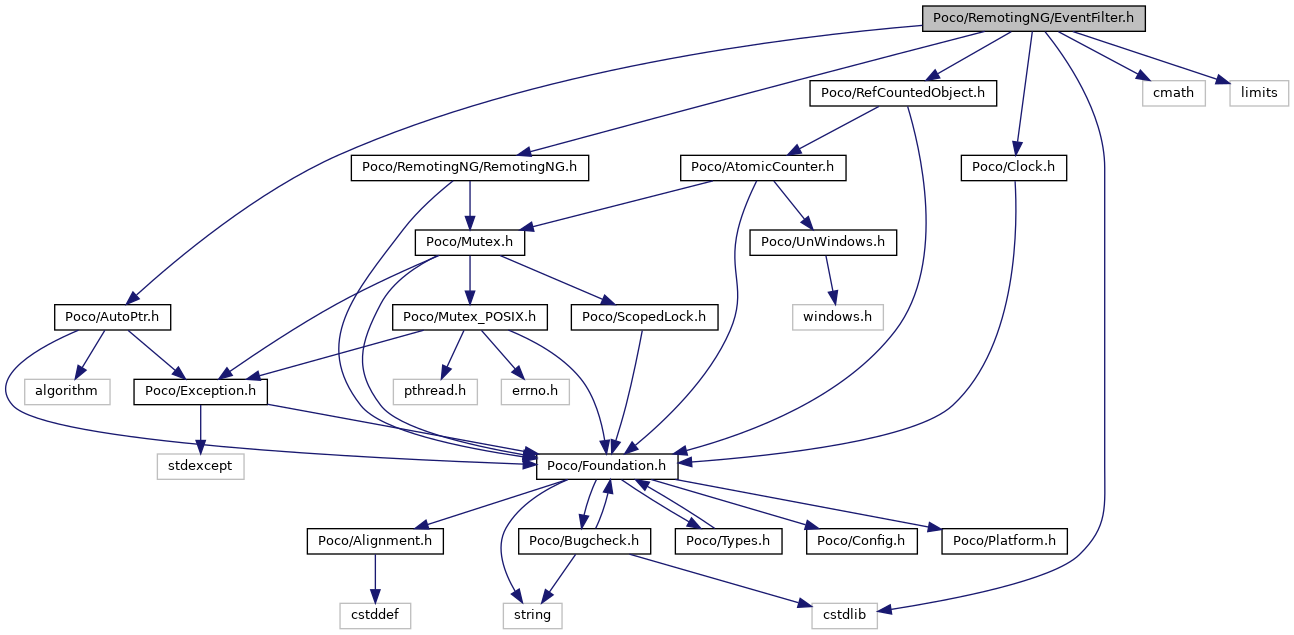 Poco/RemotingNG/EventFilter.h
Poco/RefCountedObject.h
cmath
limits
Poco/RemotingNG/RemotingNG.h
Poco/AtomicCounter.h
Poco/Clock.h
Poco/Mutex.h
Poco/UnWindows.h
Poco/AutoPtr.h
Poco/Mutex_POSIX.h
Poco/ScopedLock.h
windows.h
algorithm
Poco/Exception.h
pthread.h
errno.h
stdexcept
Poco/Foundation.h
Poco/Alignment.h
Poco/Bugcheck.h
Poco/Types.h
Poco/Config.h
Poco/Platform.h
cstddef
string
cstdlib